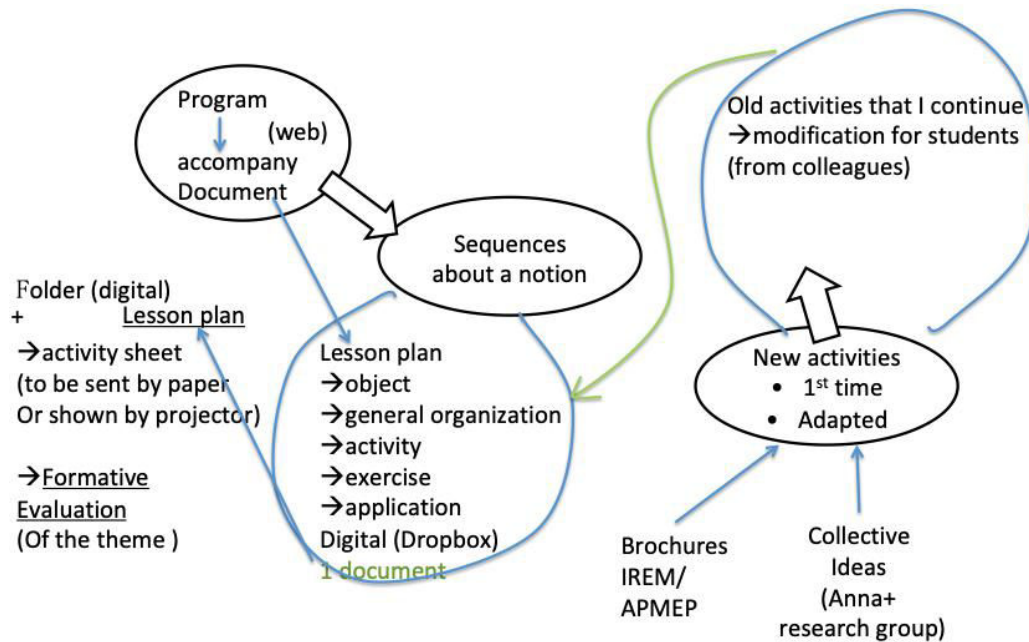 Program
(web)
accompany
Document
Sequences
about a notion
Folder (digital)
+ Lesson plan
→activity sheet
(to be sent by paper
Or shown by projector)
→Formative
Evaluation
(Of the theme )
Lesson plan
→object
→general organization
→activity
→exercise
→application
Digital (Dropbox)
1 document
Old activities that I continue
→modification for students
(from colleagues)
New activities
• 1st time
• Adapted
Brochures
IREM/
APMEP
Collective
Ideas
(Anna+
research group)